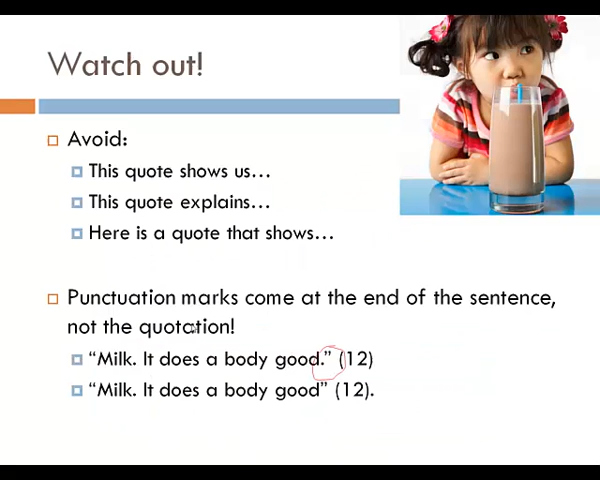 Watch out!
Avoid:
This quote shows us…
This quote explains…
Here is a quote that shows…
Punctuation marks come at the end of the sentence,
not the quotation!
“Milk. It does a body good.” (12)
“Milk. It does a body good” (12).